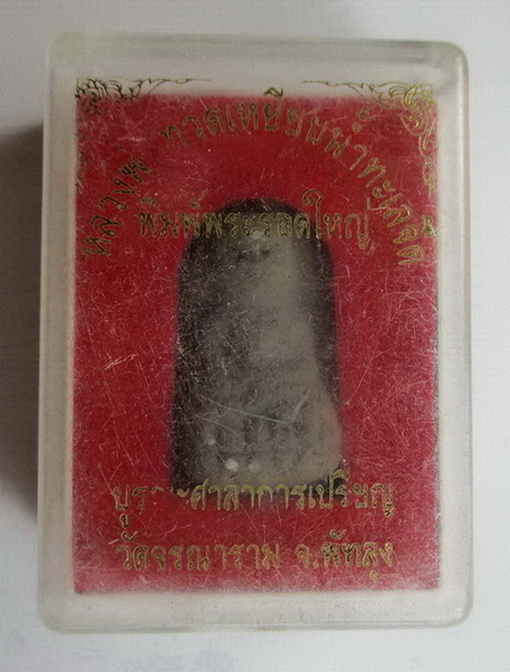 หลวงปู่ ทวดเหยียบน้ำทะเลจืด
พิมพ์พระรอดใหญ่
ศาลาการเปรียญ
วัดจรณาราม จ.พัทลุง